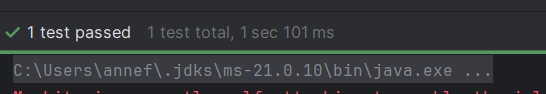 1 test passed 1 test total, 1 sec 101 ms
C:\Users\annef\.jdks\ms-21.0.10\bin\java.exe ...